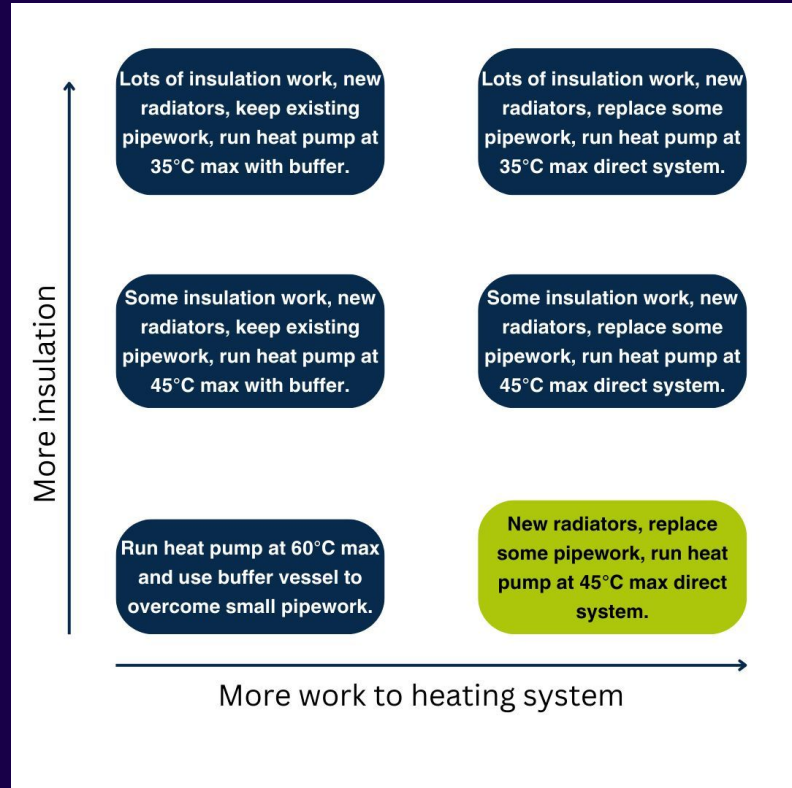 Lots of insulation work, new
radiators, keep existing
pipework, run heat pump at
35°C max with buffer.
Lots of insulation work, new
radiators, replace some
pipework, run heat pump at
35°C max direct system.
Some insulation work, new
radiators, keep existing
pipework, run heat pump at
45°C max with buffer.
Some insulation work, new
radiators, replace some
pipework, run heat pump at
45°C max direct system.
More insulation
Run heat pump at 60°C max
and use buffer vessel to
overcome small pipework.
New radiators, replace
some pipework, run heat
pump at 45°C max direct
system.
More work to heating system